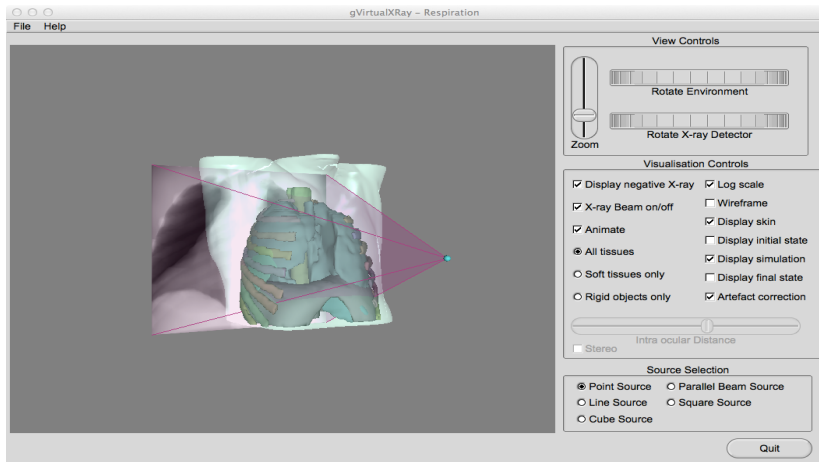 gVirtualXRay – Respiration
File Help
View Controls
Rotate Environment
Rotate X-ray Detector
Zoom
Visualisation Controls
Display negative X-ray
Log scale
X-ray Beam on/off
Wireframe
Display skin
Animate
Display initial state
All tissues
Display simulation
Soft tissues only
Display final state
Rigid objects only
Artefact correction
Intra ocular Distance
Stereo
Source Selection
Point Source
Parallel Beam Source
Line Source
Square Source
Cube Source
Quit